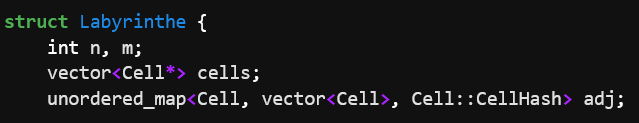 struct Labyrinthe {
    int n, m;
    vector<Cell*> cells;
    unordered_map<Cell, vector<Cell>, Cell::CellHash> adj;